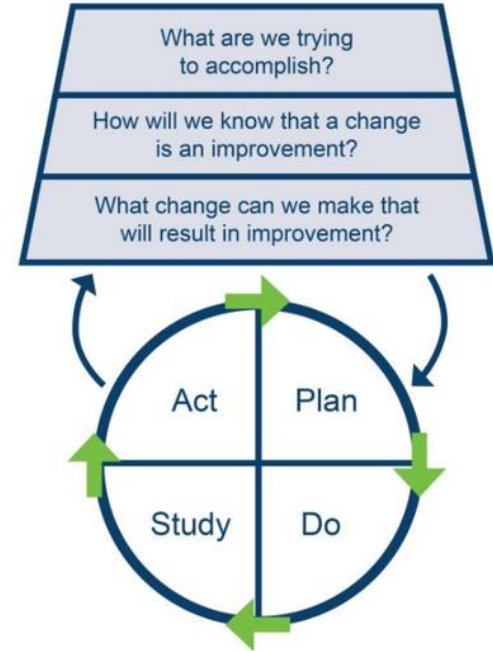 What are we trying
to accomplish?
How will we know that a change
is an improvement?
What change can we make that
will result in improvement?
Act
Plan
Study
Do